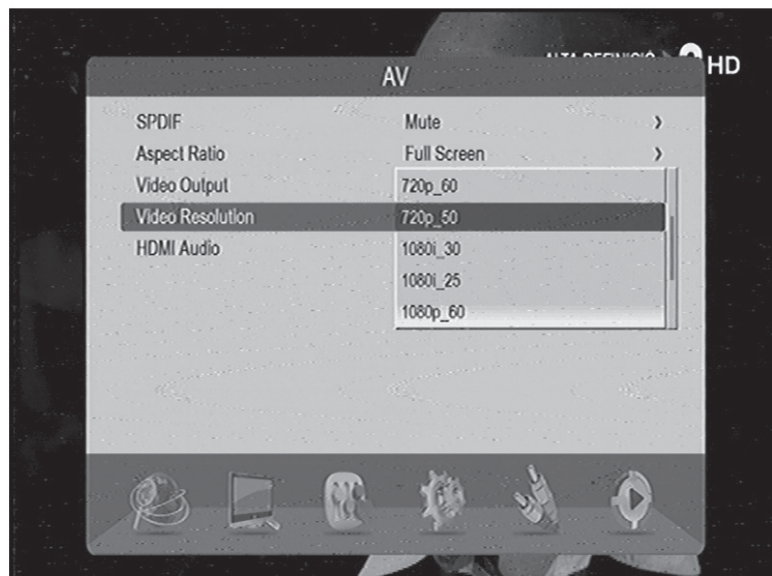 HD
AV
SPDIF Mute
Aspect Ratio Full Screen
Video Output 720p_60
Video Resolution 720p_50
HDMI Audio 1080i_30
1080i_25
1080p_60